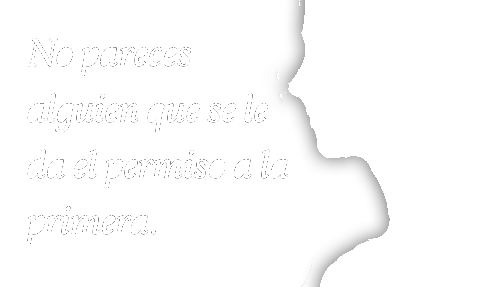 No pareces
alguien que se le
da el permiso a la
primera.